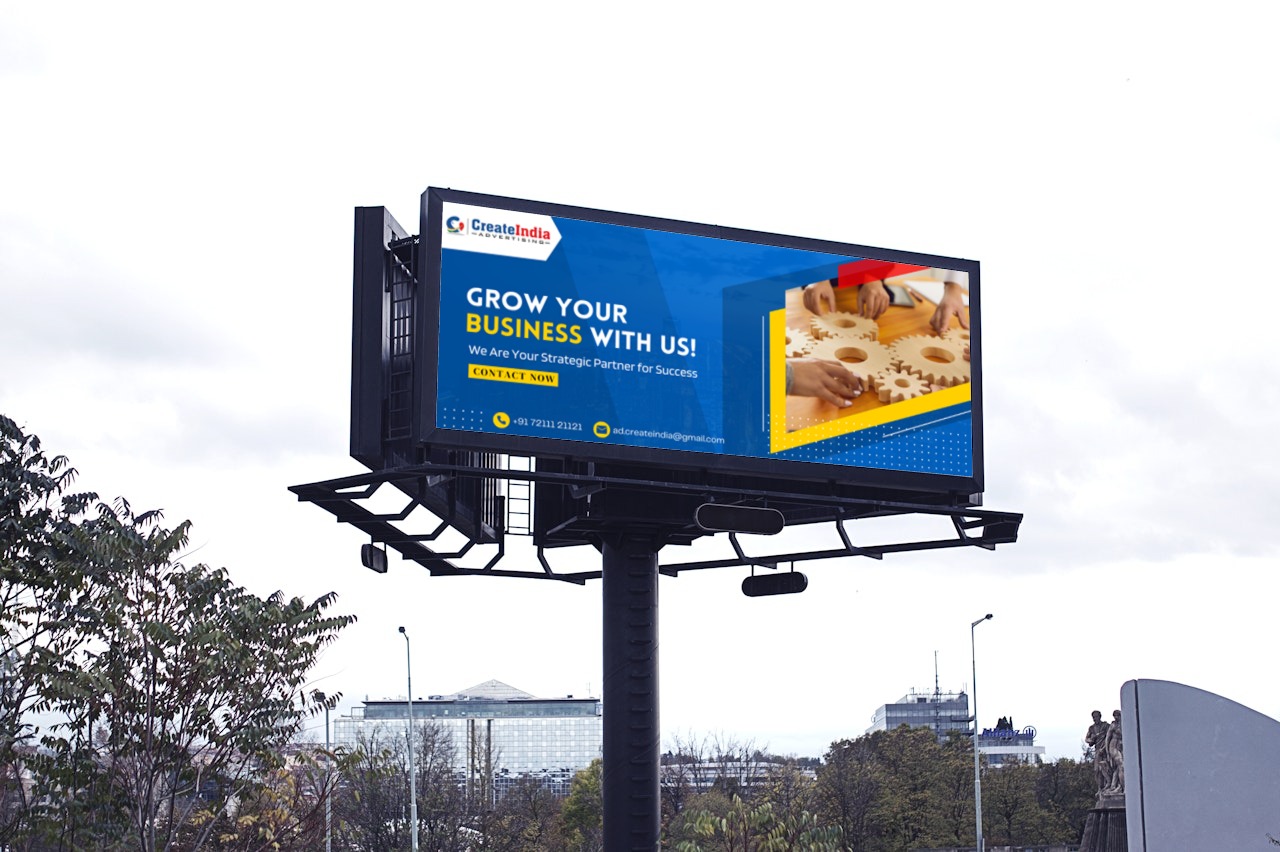 CreateIndia
ADVERTISING
GROW YOUR
BUSINESS WITH US!
We Are Your Strategic Partner for Success
CONTACT NOW
+91 72111 21121
ad.createindia@gmail.com
Allianz